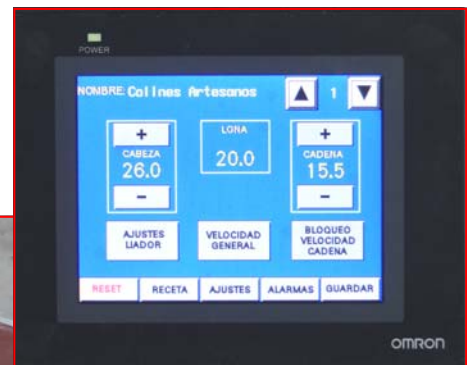 POWER
NOMBRE: Colines Artesanos 1
+ LONA +
CABEZA 20.0 CADENA
26.0 15.5
- -
AJUSTES LIADOR
VELOCIDAD GENERAL
BLOQUEO VELOCIDAD CADENA
RESET RECETA AJUSTES ALARMAS GUARDAR
OMRON